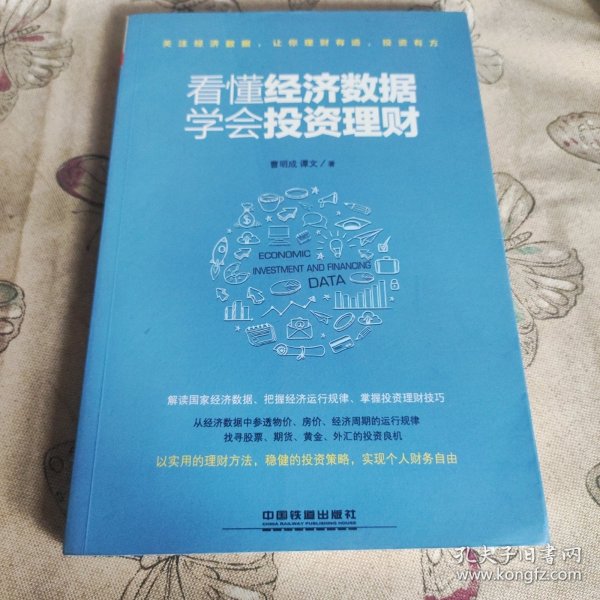 关注经济数据，让你理财有道，投资有方
看懂经济数据
学会投资理财
曹明成 谭文／著
ECONOMIC
INVESTMENT AND FINANCING
DATA
解读国家经济数据、把握经济运行规律、掌握投资理财技巧
从经济数据中参透物价、房价、经济周期的运行规律
找寻股票、期货、黄金、外汇的投资良机
以实用的理财方法，稳健的投资策略，实现个人财务自由
中国铁道出版社
CHINA RAILWAY PUBLISHING HOUSE
孔夫子旧书网
www.kongfz.com